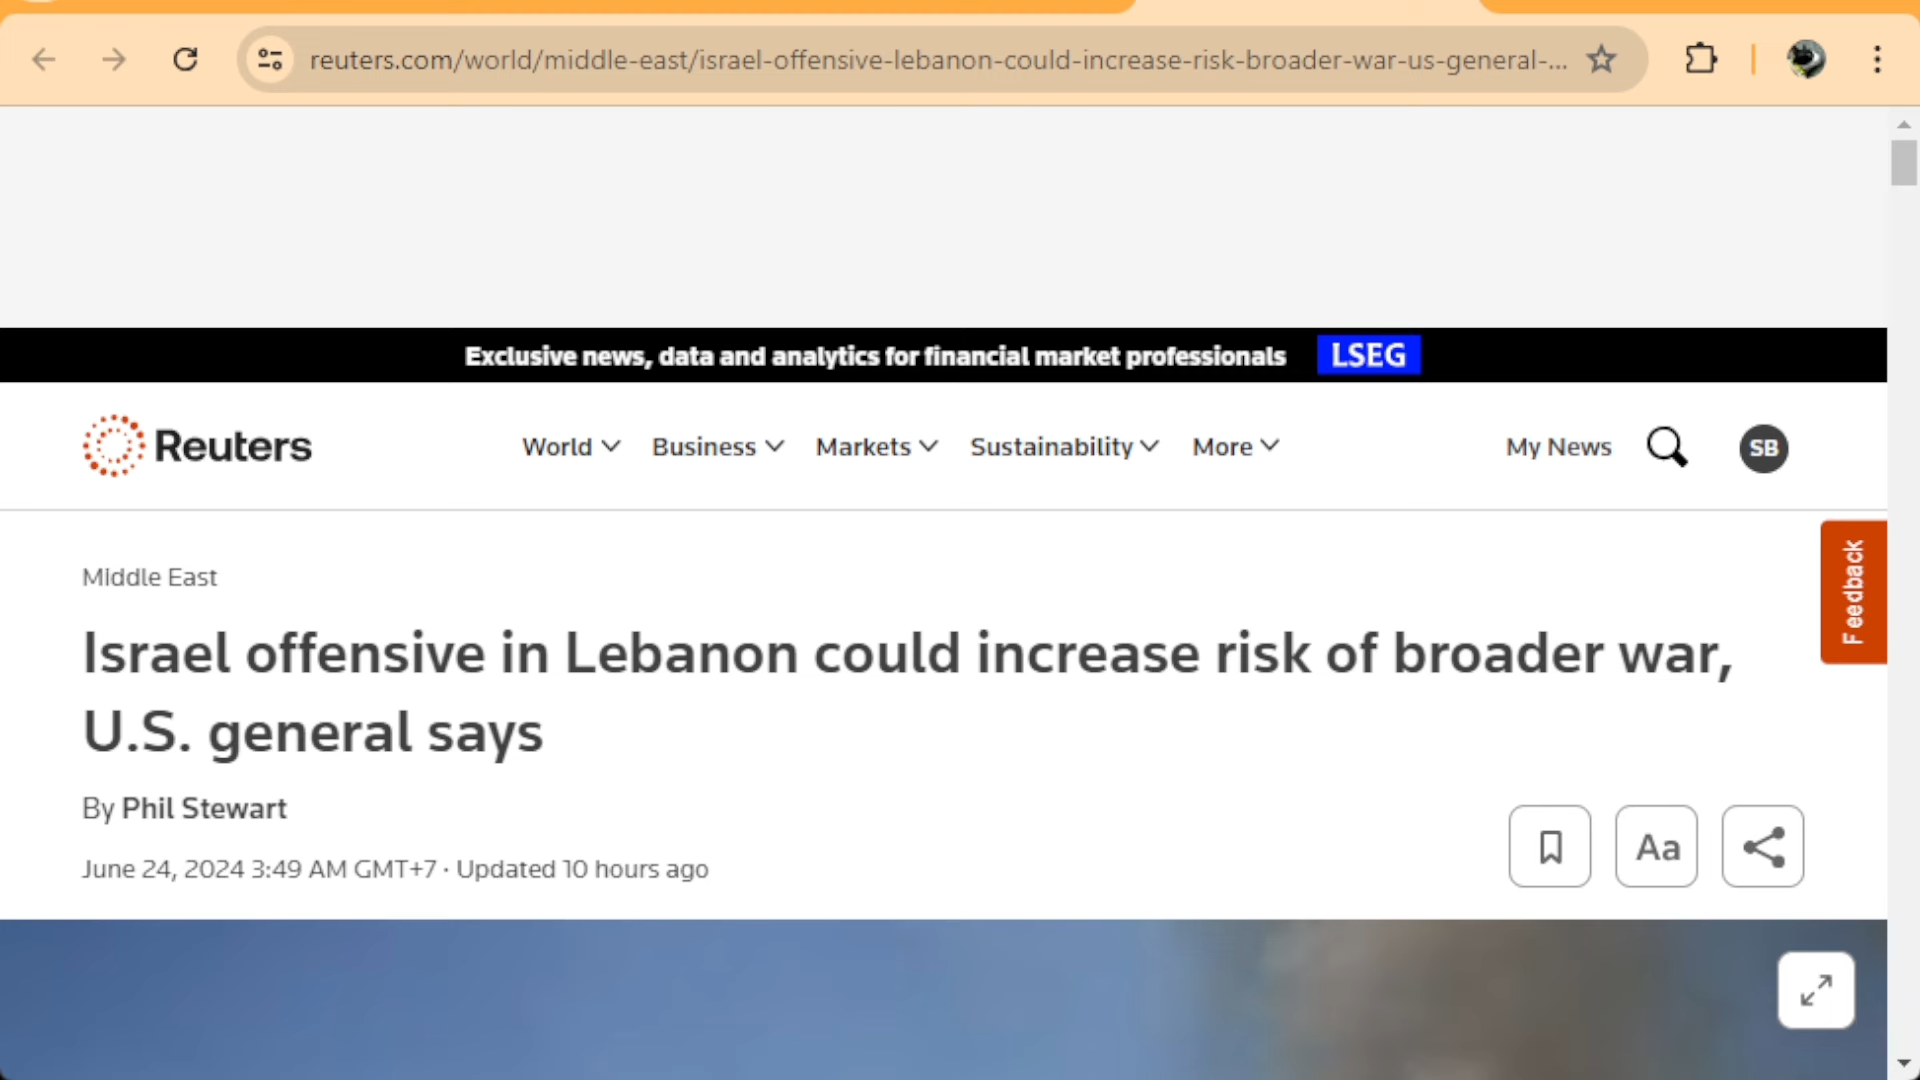 reuters.com/world/middle-east/israel-offensive-lebanon-could-increase-risk-broader-war-us-general-...
Exclusive news, data and analytics for financial market professionals LSEG
Reuters World Business Markets Sustainability More My News SB
Feedback
Middle East
Israel offensive in Lebanon could increase risk of broader war,
U.S. general says
By Phil Stewart
June 24, 2024 3:49 AM GMT+7 · Updated 10 hours ago
Aa